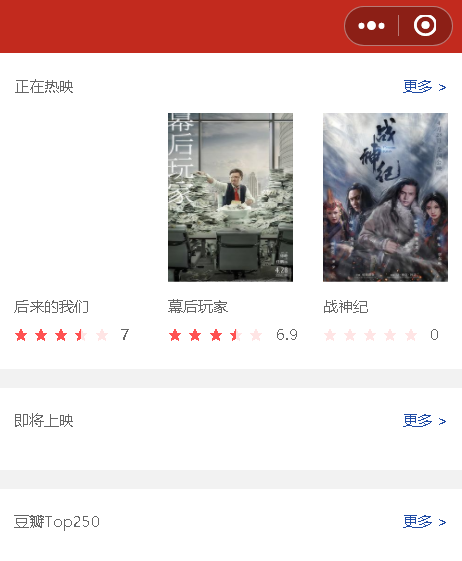 正在热映
更多 >
幕后玩家
4.28
战神纪
后来的我们
幕后玩家
战神纪
7
6.9
0
即将上映
更多 >
豆瓣Top250
更多 >